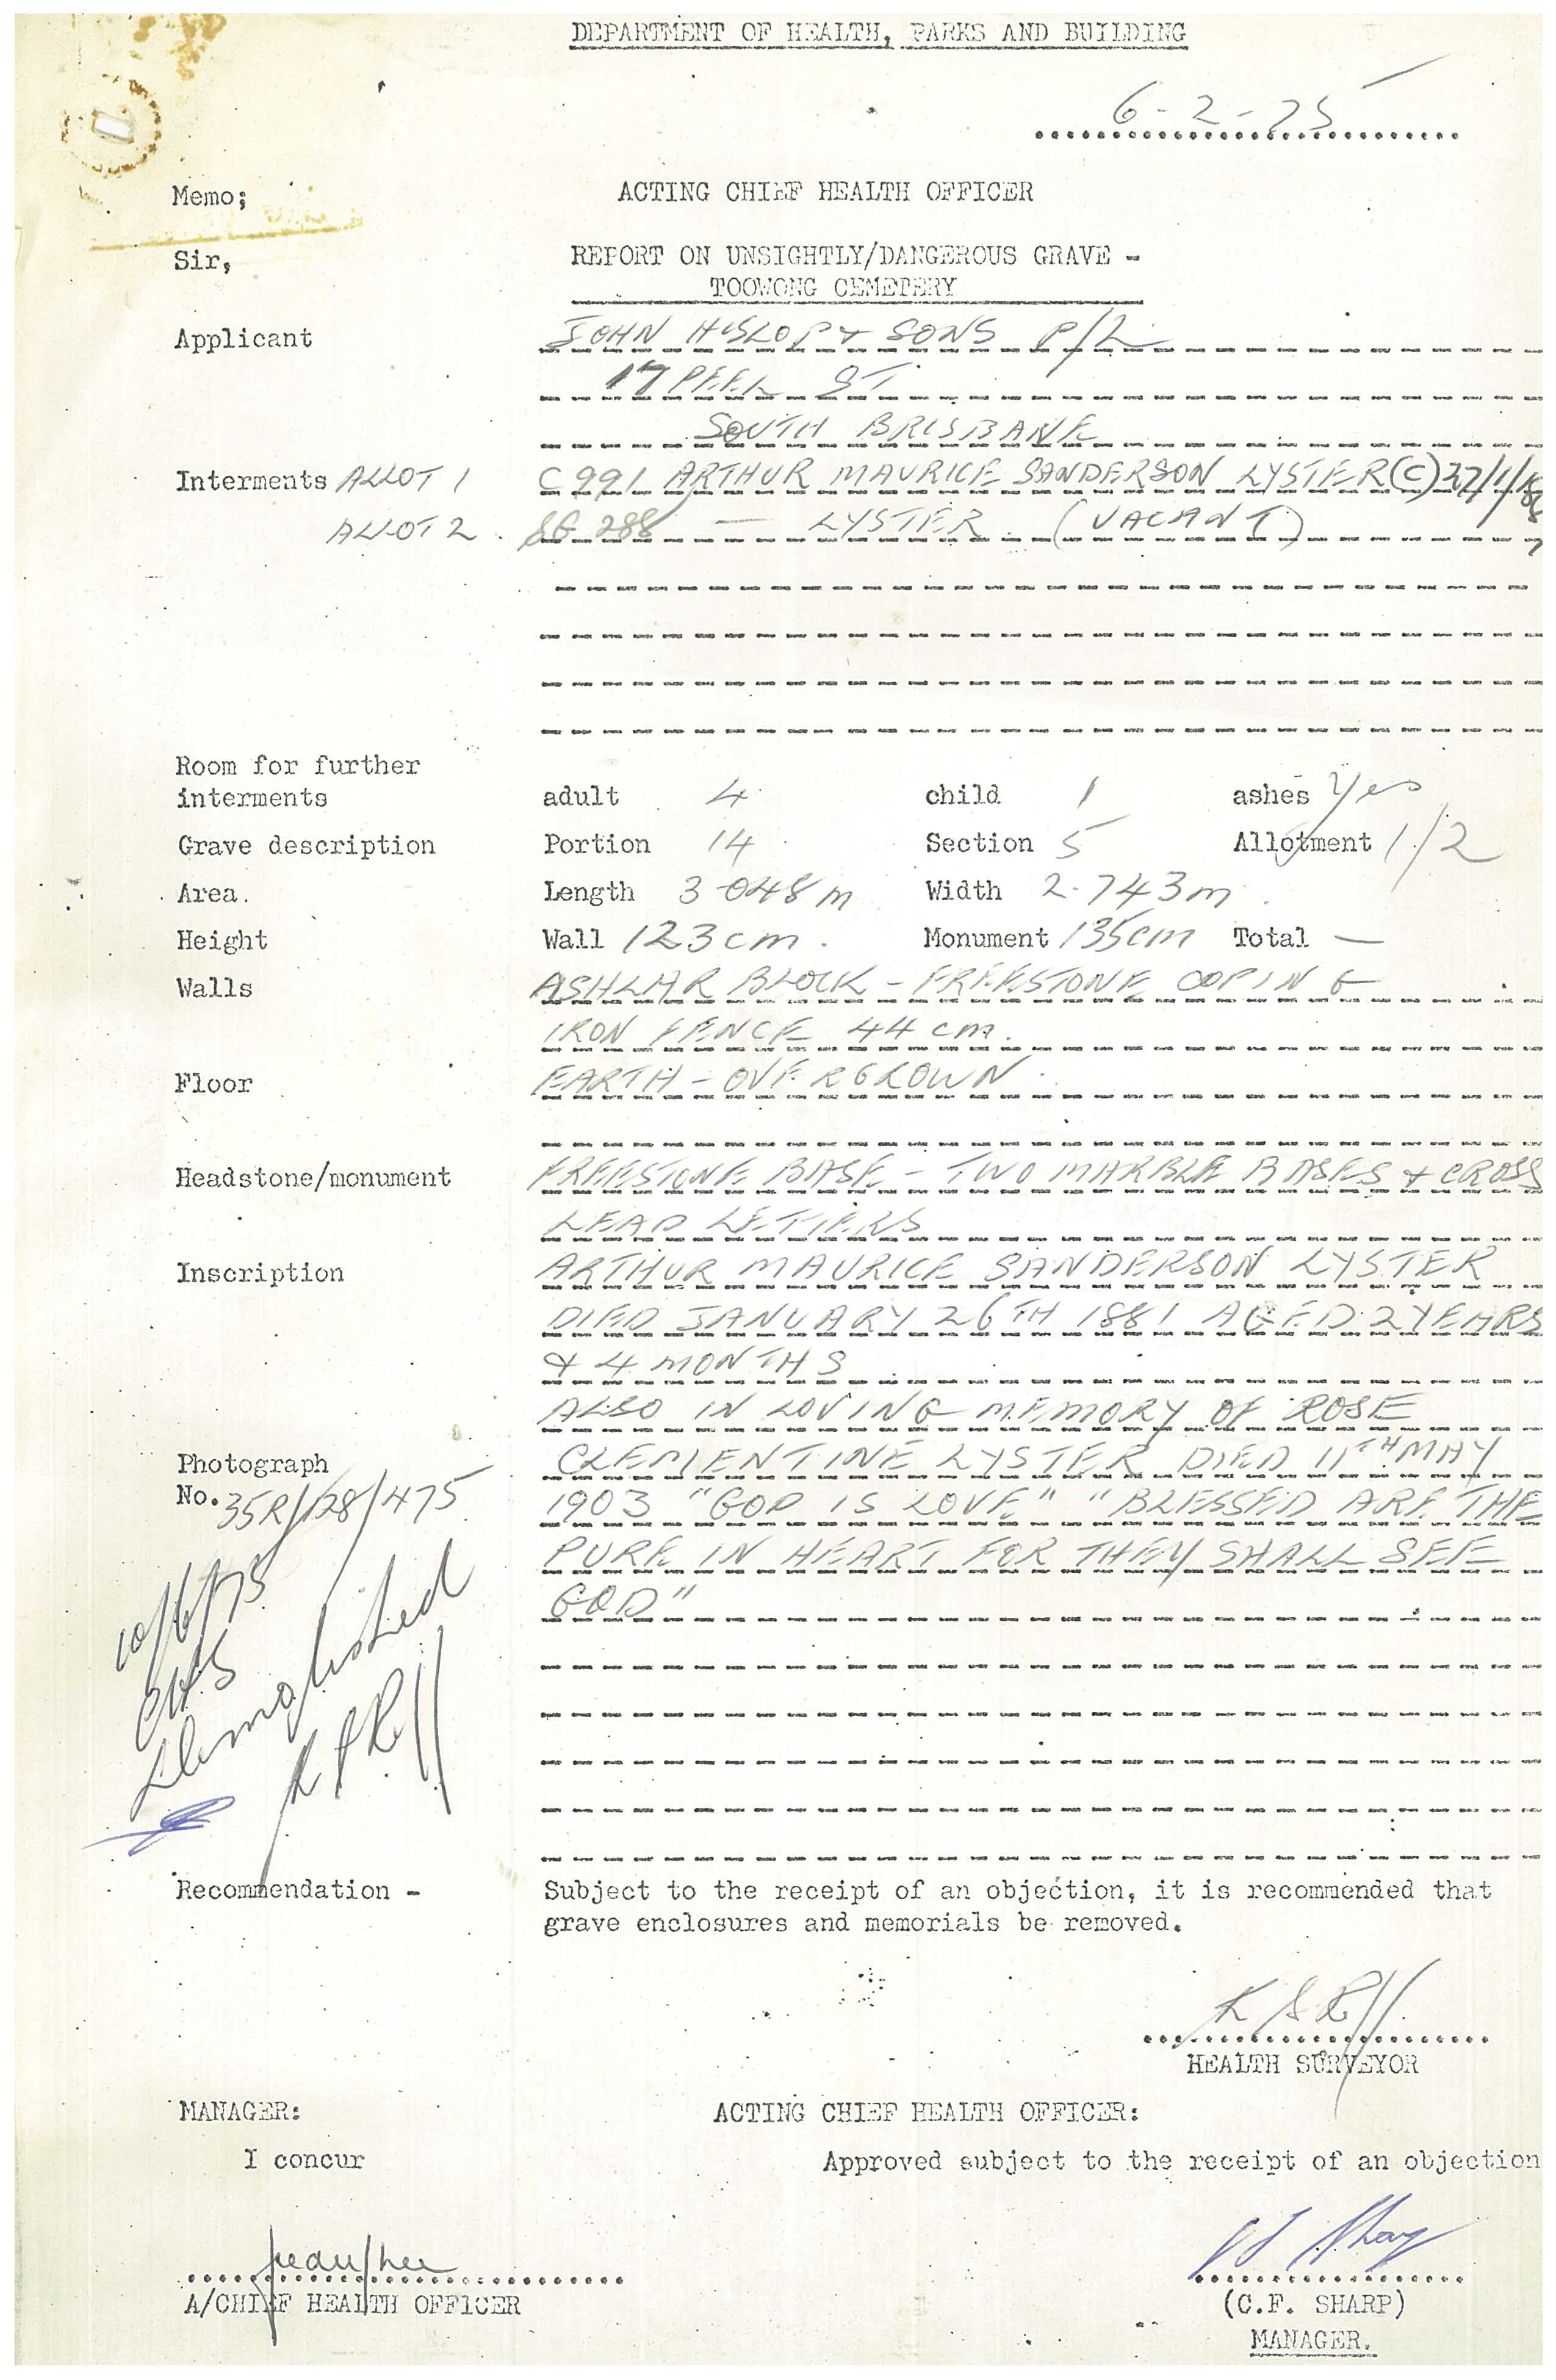 DEPARTMENT OF HEALTH, PARKS AND BUILDING
6-2-75
Memo; ACTING CHIEF HEALTH OFFICER
Sir, REPORT ON UNSIGHTLY/DANGEROUS GRAVE -
TOOWONG CEMETERY
Applicant JOHN HISLOP & SONS P/L
17 PEEL ST.
SOUTH BRISBANE
Interments ALLOT 1 C991 ARTHUR MAURICE SANDERSON LYSTER (C) 27/1/
ALLOT 2 288 — LYSTER (VACANT)
Room for further
interments adult 4 child 1 ashes Yes
Grave description Portion 14 Section 5 Allotment 1/2
Area. Length 3.048m Width 2.743m
Height Wall 123cm. Monument 135cm Total —
Walls ASHLAR BLOCK - FREESTONE COPING
IRON FENCE 44 cm.
Floor EARTH - OVERGROWN.
Headstone/monument FREESTONE BASE - TWO MARBLE BASES & CROSS
LEAD LETTERS
Inscription ARTHUR MAURICE SANDERSON LYSTER
DIED JANUARY 26TH 1881 AGED 2 YEARS
& 4 MONTHS
ALSO IN LOVING MEMORY OF ROSE
Photograph CLEMENTINE LYSTER DIED 11TH MAY
No. 35R/128/475 1903 "GOD IS LOVE" "BLESSED ARE THE
PURE IN HEART FOR THEY SHALL SEE
GOD"
10/6/75
Demolished
Recommendation - Subject to the receipt of an objection, it is recommended that
grave enclosures and memorials be removed.
HEALTH SURVEYOR
MANAGER: ACTING CHIEF HEALTH OFFICER:
I concur Approved subject to the receipt of an objection
A/CHIEF HEALTH OFFICER (C.F. SHARP)
MANAGER.